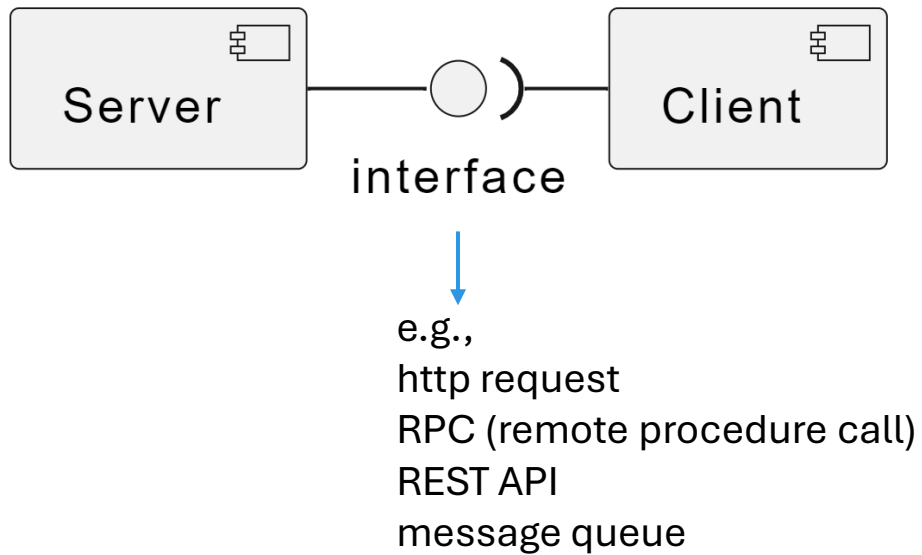 Server
Client
interface
e.g.,
http request
RPC (remote procedure call)
REST API
message queue